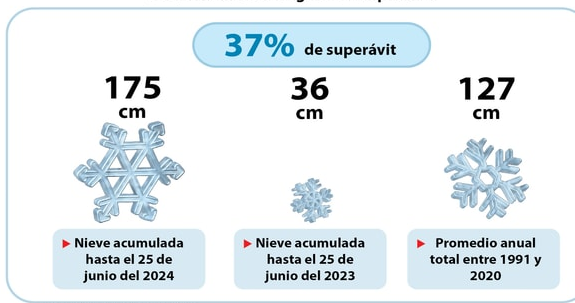 37% de superávit
175
cm
36
cm
127
cm
Nieve acumulada
hasta el 25 de
junio del 2024
Nieve acumulada
hasta el 25 de
junio del 2023
Promedio anual
total entre 1991 y
2020